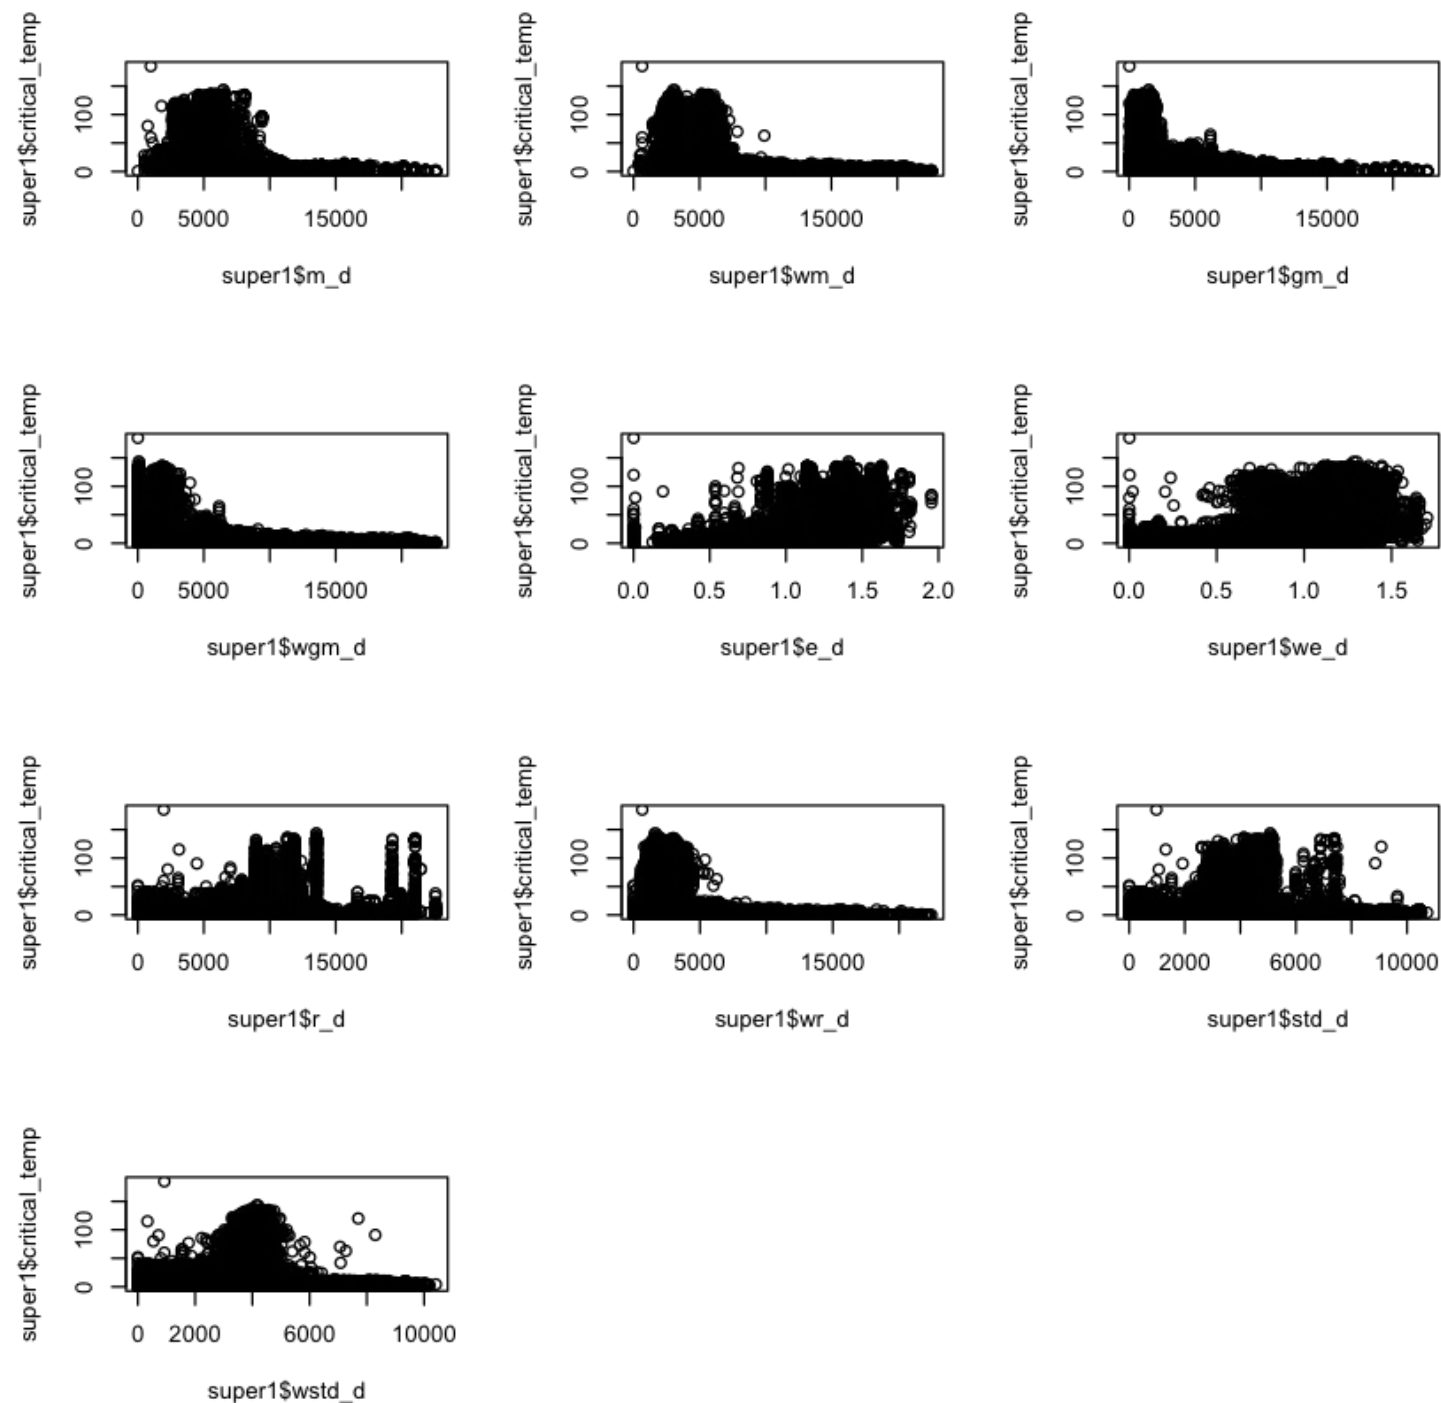 super1$critical_temp
100
0
0 5000 15000
super1$m_d
super1$critical_temp
100
0
0 5000 15000
super1$wm_d
super1$critical_temp
100
0
0 5000 15000
super1$gm_d
super1$critical_temp
100
0
0 5000 15000
super1$wgm_d
super1$critical_temp
100
0
0.0 0.5 1.0 1.5 2.0
super1$e_d
super1$critical_temp
100
0
0.0 0.5 1.0 1.5
super1$we_d
super1$critical_temp
100
0
0 5000 15000
super1$r_d
super1$critical_temp
100
0
0 5000 15000
super1$wr_d
super1$critical_temp
100
0
0 2000 6000 10000
super1$std_d
super1$critical_temp
100
0
0 2000 6000 10000
super1$wstd_d